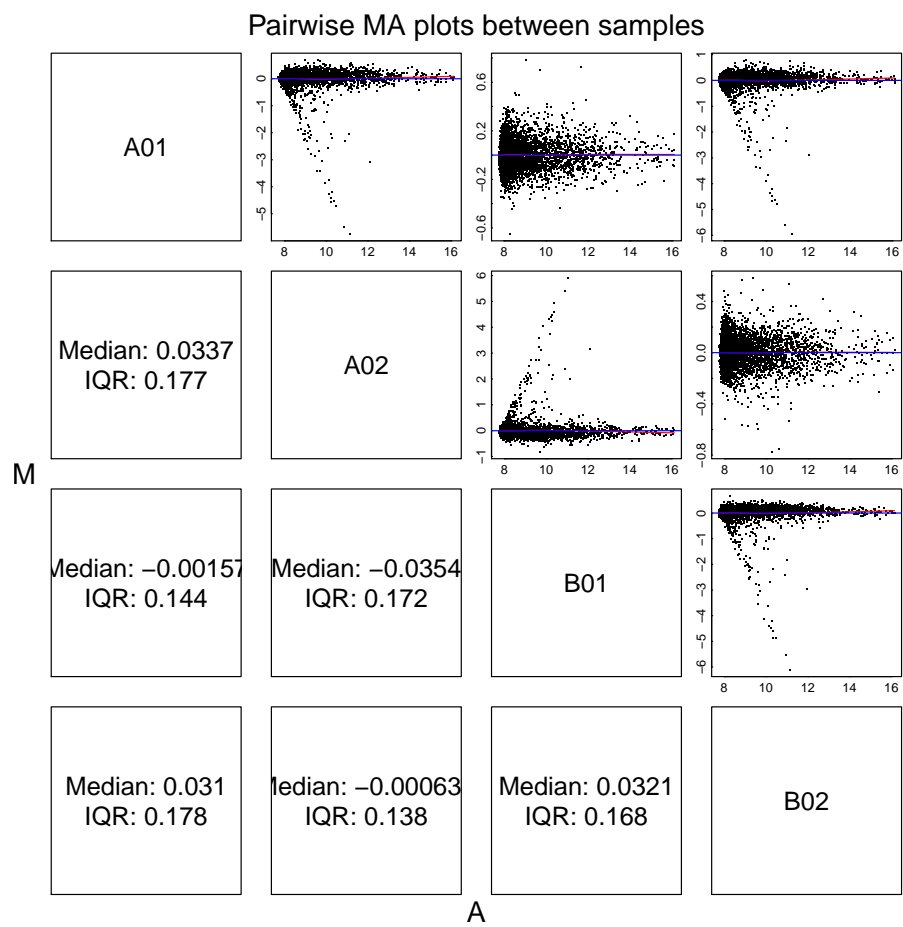 Pairwise MA plots between samples
A01
0
−1
−2
−3
−4
−5
8 10 12 14 16
0.6
0.2
−0.2
−0.6
8 10 12 14 16
1
0
−1
−2
−3
−4
−5
−6
8 10 12 14 16
Median: 0.0337
IQR: 0.177
A02
6
5
4
3
2
1
0
−1
8 10 12 14 16
0.4
0.0
−0.4
−0.8
8 10 12 14 16
M
Median: −0.00157
IQR: 0.144
Median: −0.0354
IQR: 0.172
B01
0
−1
−2
−3
−4
−5
−6
8 10 12 14 16
Median: 0.031
IQR: 0.178
Median: −0.00063
IQR: 0.138
Median: 0.0321
IQR: 0.168
B02
A